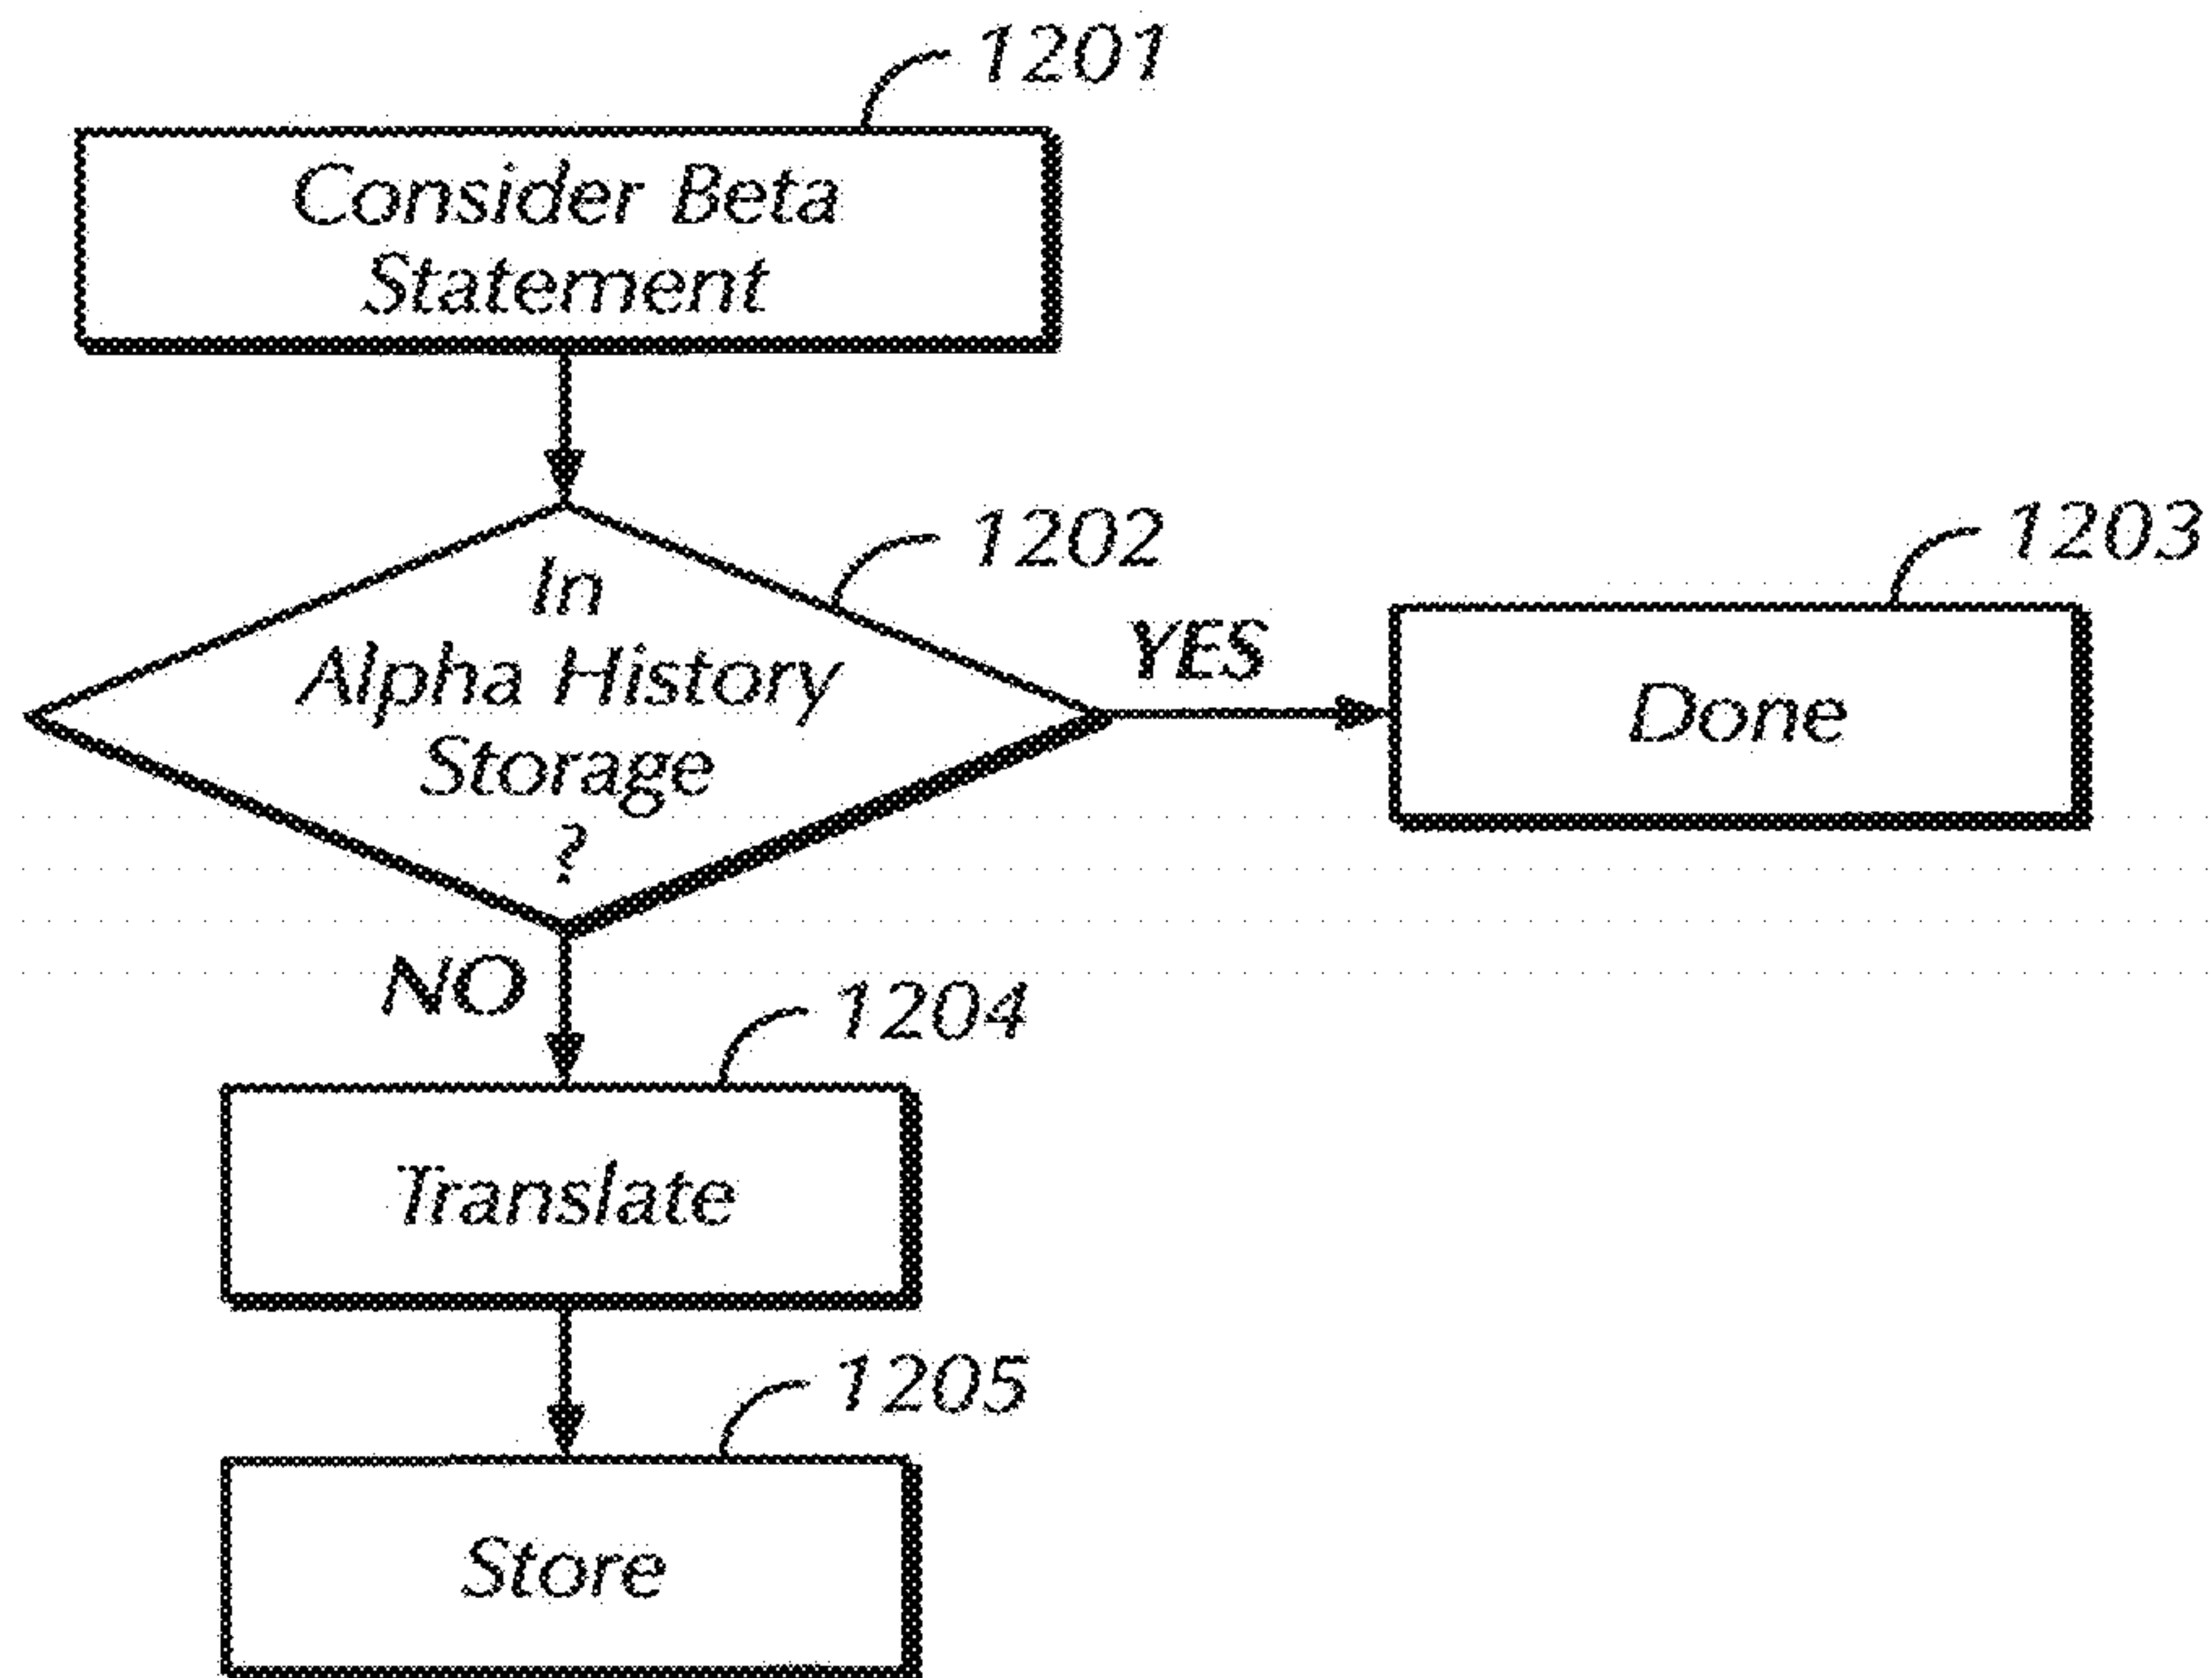 1201
Consider Beta
Statement
1202
In
Alpha History
Storage
?
YES
1203
Done
NO
1204
Translate
1205
Store